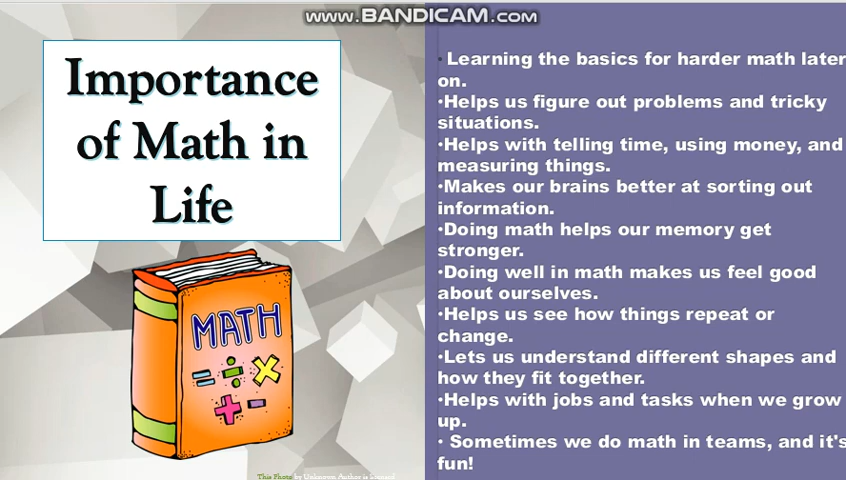 www.BANDICAM.com
Importance
of Math in
Life
MATH
= ÷ ×
+ -
• Learning the basics for harder math later
on.
•Helps us figure out problems and tricky
situations.
•Helps with telling time, using money, and
measuring things.
•Makes our brains better at sorting out
information.
•Doing math helps our memory get
stronger.
•Doing well in math makes us feel good
about ourselves.
•Helps us see how things repeat or
change.
•Lets us understand different shapes and
how they fit together.
•Helps with jobs and tasks when we grow
up.
• Sometimes we do math in teams, and it's
fun!
This Photo by Unknown Author is licensed